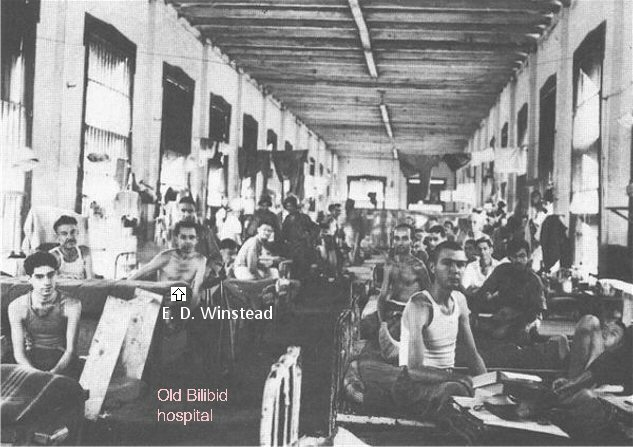 E. D. Winstead
Old Bilibid
hospital